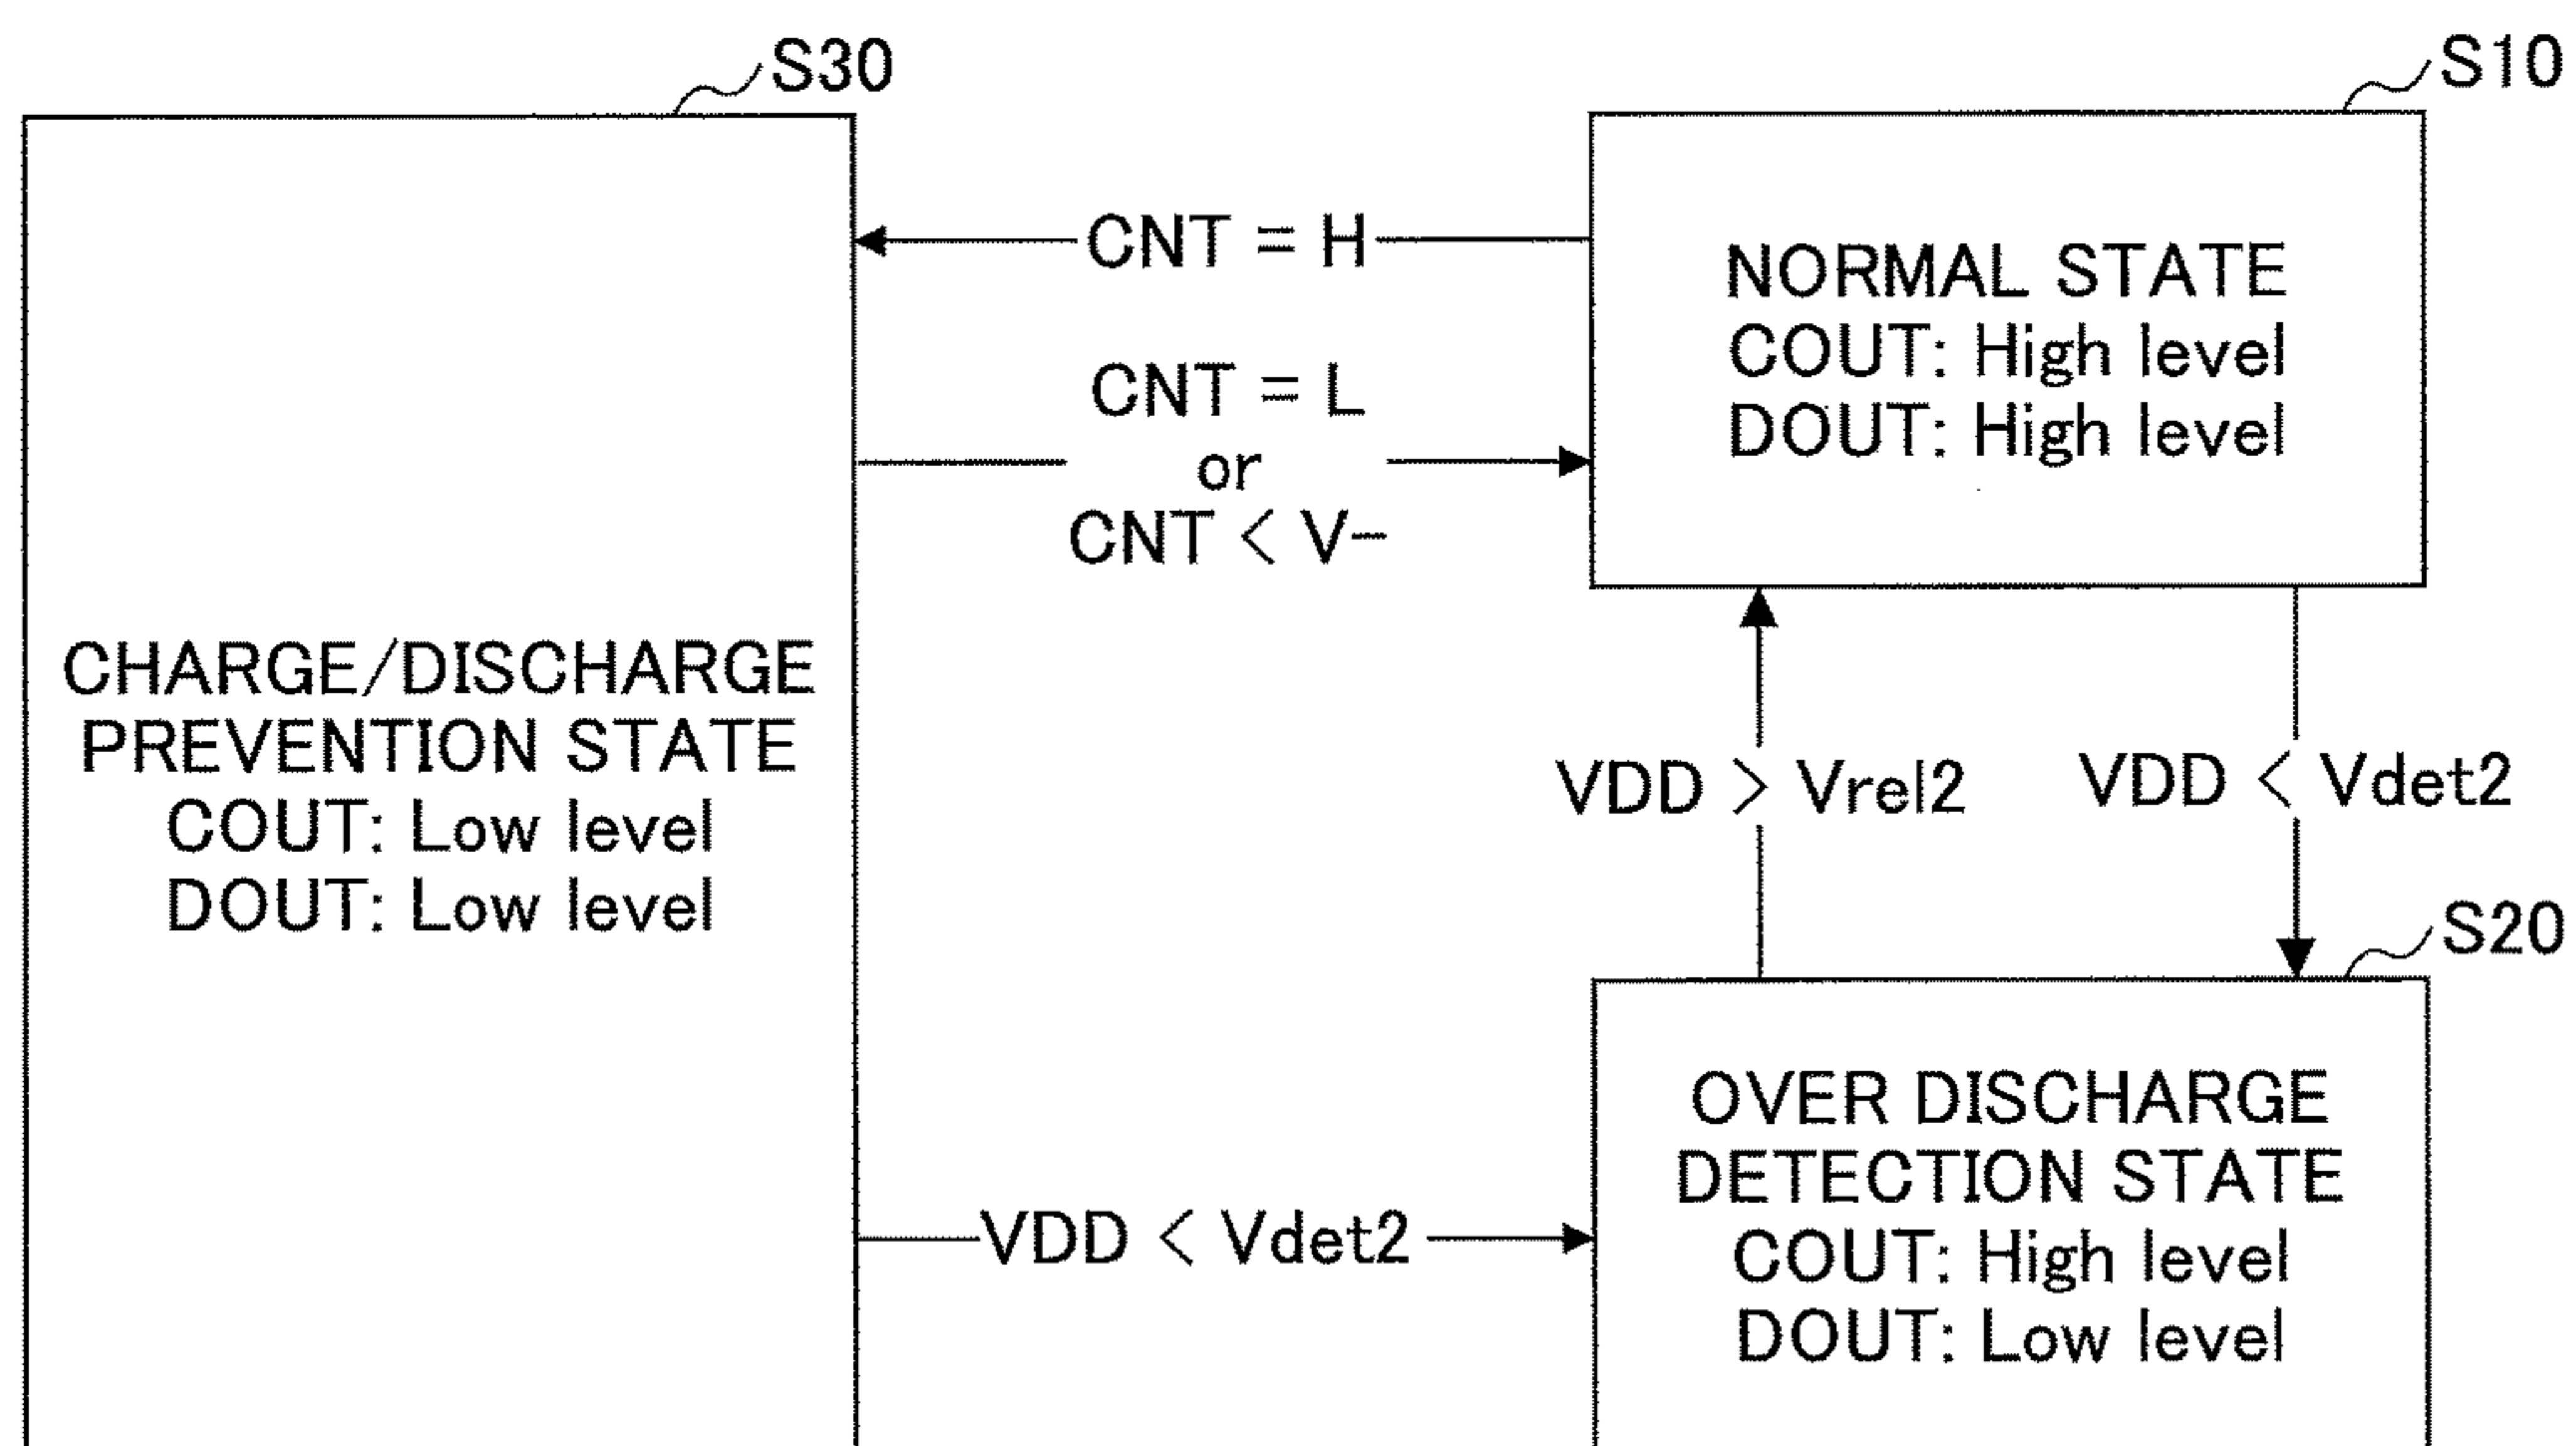 S30
S10
CNT = H
CNT = L
or
CNT < V-
NORMAL STATE
COUT: High level
DOUT: High level
CHARGE/DISCHARGE
PREVENTION STATE
COUT: Low level
DOUT: Low level
VDD > Vrel2
VDD < Vdet2
S20
VDD < Vdet2
OVER DISCHARGE
DETECTION STATE
COUT: High level
DOUT: Low level